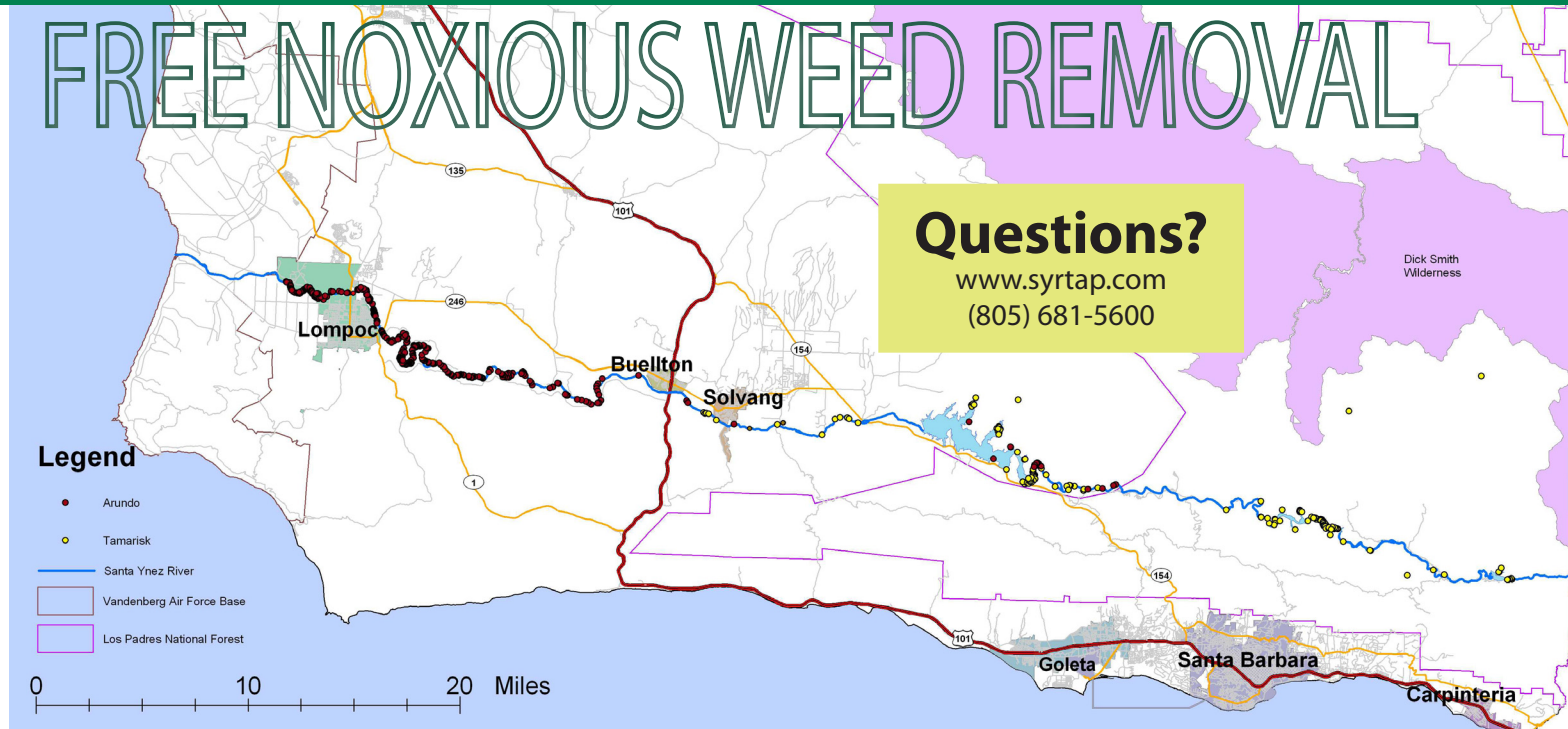 FREE NOXIOUS WEED REMOVAL
135
101
Questions?
www.syrtap.com
(805) 681-5600
Dick Smith
Wilderness
246
Lompoc
154
Buellton
Solvang
Legend
Arundo
Tamarisk
Santa Ynez River
Vandenberg Air Force Base
Los Padres National Forest
1
154
101
Goleta
Santa Barbara
Carpinteria
0 10 20 Miles